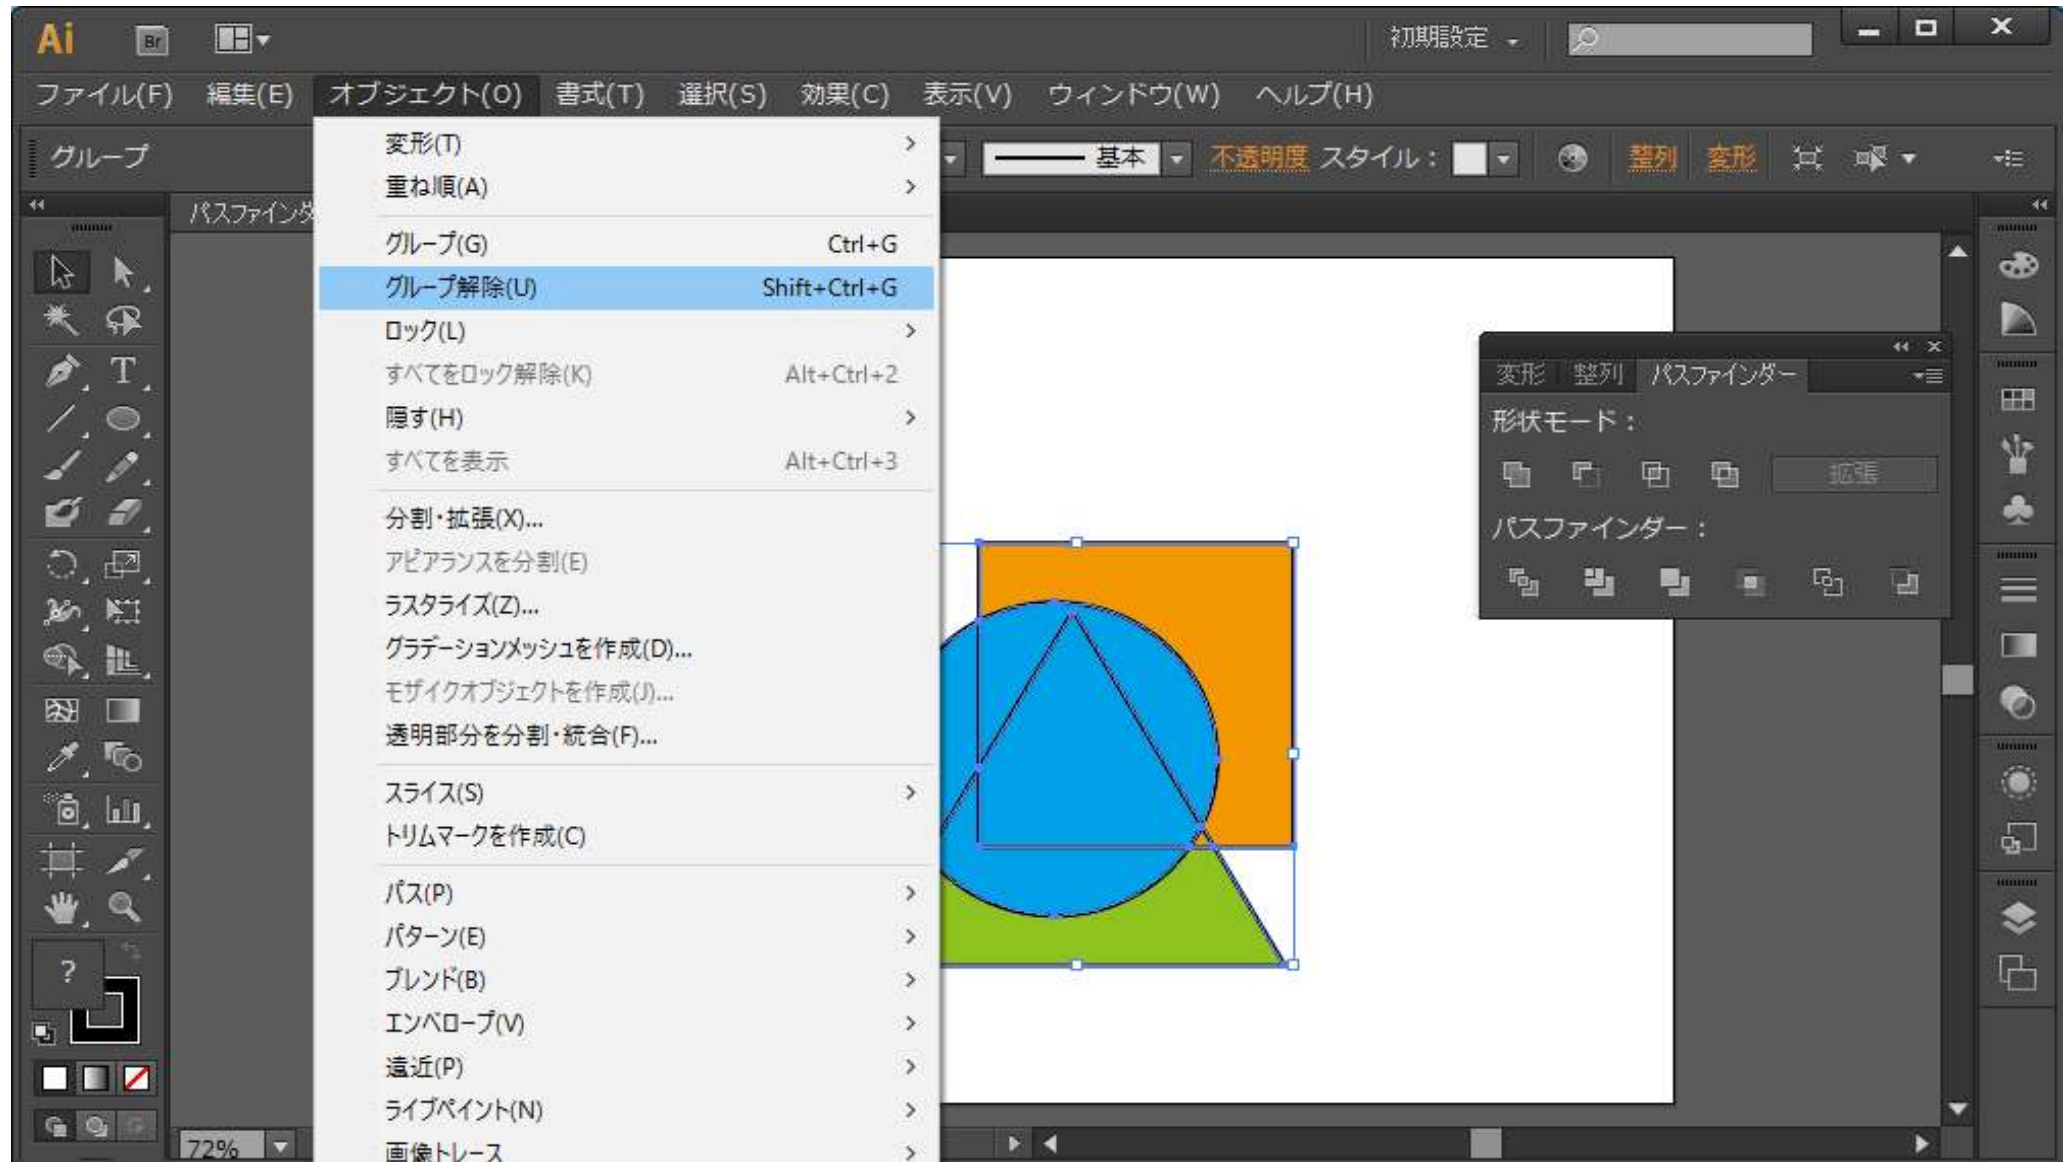 Ai Br 初期設定
ファイル(F) 編集(E) オブジェクト(O) 書式(T) 選択(S) 効果(C) 表示(V) ウィンドウ(W) ヘルプ(H)
グループ 基本 不透明度 スタイル： 整列 変形
パスファインダ
変形(T)
重ね順(A)
グループ(G) Ctrl+G
グループ解除(U) Shift+Ctrl+G
ロック(L)
すべてをロック解除(K) Alt+Ctrl+2
隠す(H)
すべてを表示 Alt+Ctrl+3
分割・拡張(X)...
アピアランスを分割(E)
ラスタライズ(Z)...
グラデーションメッシュを作成(D)...
モザイクオブジェクトを作成(J)...
透明部分を分割・統合(F)...
スライス(S)
トリムマークを作成(C)
パス(P)
パターン(E)
ブレンド(B)
エンベロープ(V)
遠近(P)
ライブペイント(N)
画像トレース
変形 整列 パスファインダー
形状モード：
拡張
パスファインダー：
T
?
72%